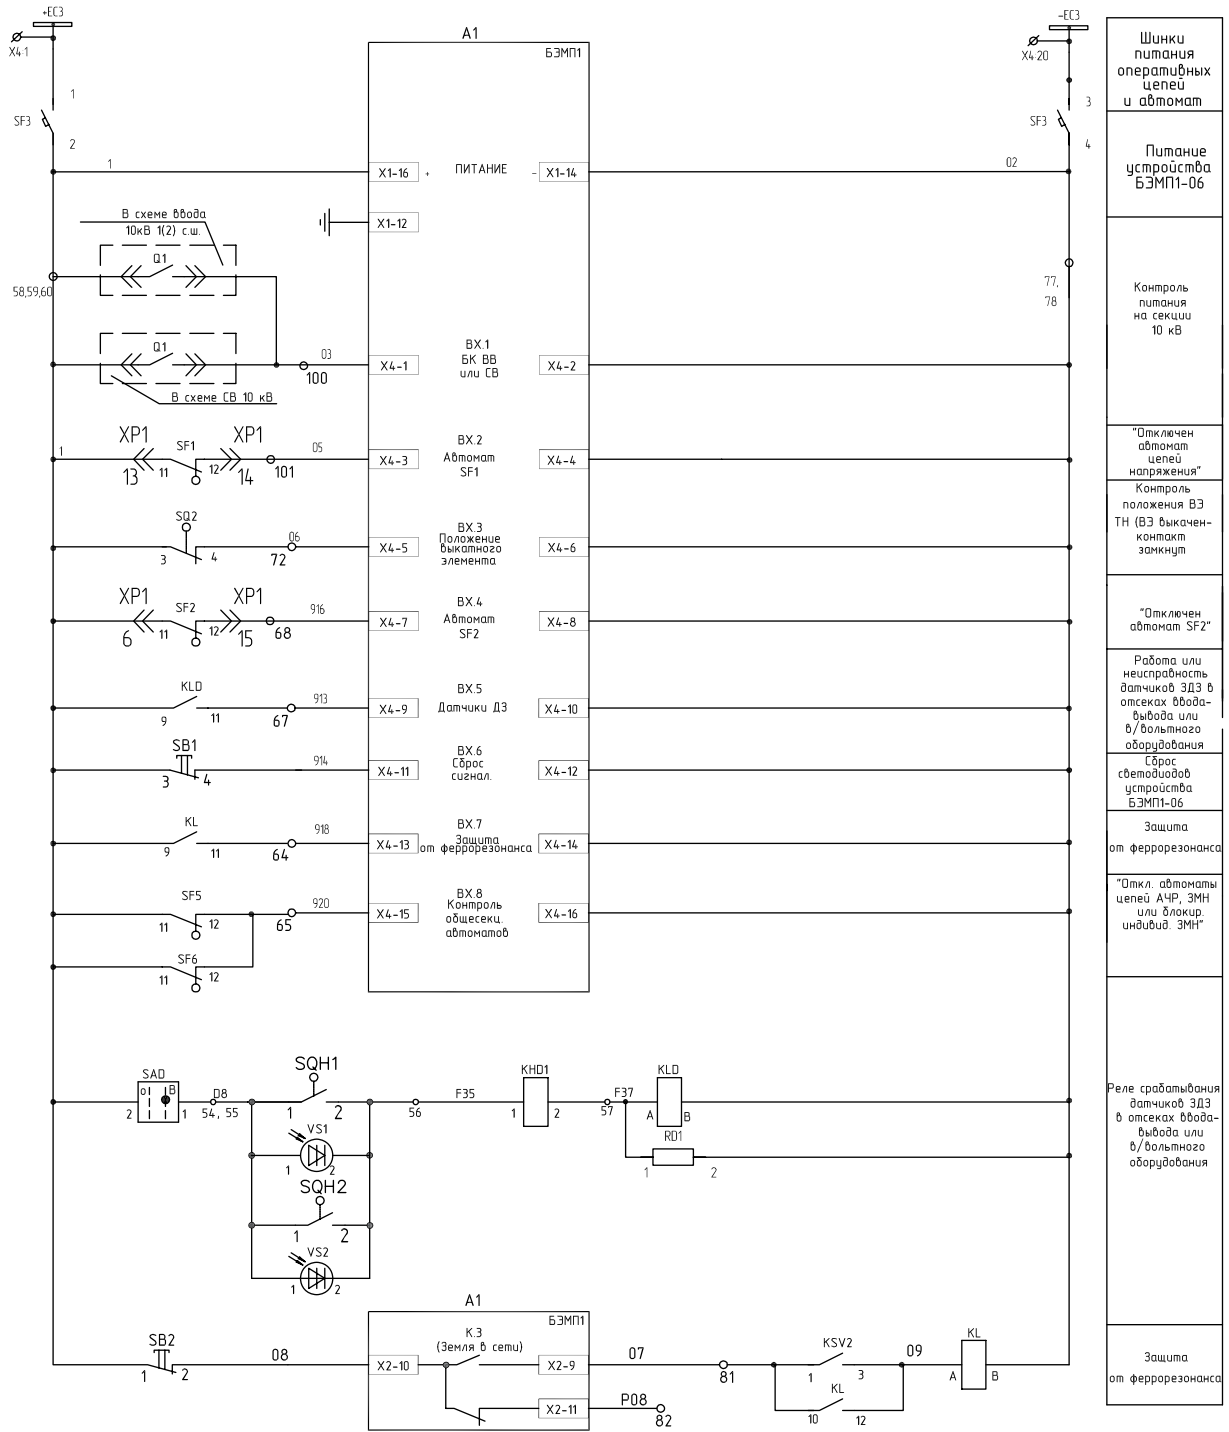 +EC3
X4-1
1
SF3
2
1
A1
БЭМП1
-EC3
X4-20
3
SF3
4
02
X1-16
+
ПИТАНИЕ
-
X1-14
X1-12
В схеме ввода
10кВ 1(2) с.ш.
Q1
58,59,60
77,
78
Q1
03
100
В схеме СВ 10 кВ
X4-1
ВХ.1
БК ВВ
или СВ
X4-2
1
XP1
SF1
XP1
05
13
11
12
14
101
X4-3
ВХ.2
Автомат
SF1
X4-4
SQ2
06
3
4
72
X4-5
ВХ.3
Положение
выкатного
элемента
X4-6
XP1
SF2
XP1
916
6
11
12
15
68
X4-7
ВХ.4
Автомат
SF2
X4-8
KLD
913
9
11
67
X4-9
ВХ.5
Датчики ДЗ
X4-10
SB1
914
3
4
X4-11
ВХ.6
Сброс
сигнал.
X4-12
KL
918
9
11
64
X4-13
ВХ.7
Защита
от феррорезонанса
X4-14
SF5
920
11
12
65
X4-15
ВХ.8
Контроль
общесекц.
автоматов
X4-16
SF6
11
12
SAD
о
В
2
1
D8
54, 55
SQH1
1
2
VS1
1
2
SQH2
1
2
VS2
1
2
56
F35
KHD1
1
2
F37
57
KLD
A
B
RD1
1
2
SB2
1
2
08
A1
БЭМП1
X2-10
К.3
(Земля в сети)
X2-9
X2-11
07
P08
82
81
KSV2
1
3
KL
10
12
09
KL
A
B
Шинки
питания
оперативных
цепей
и автомат
Питание
устройства
БЭМП1-06
Контроль
питания
на секции
10 кВ
"Отключен
автомат
цепей
напряжения"
Контроль
положения ВЭ
ТН (ВЭ выкачен-
контакт
замкнут
"Отключен
автомат SF2"
Работа или
неисправность
датчиков ЗДЗ в
отсеках ввода-
вывода или
в/вольтного
оборудования
Сброс
светодиодов
устройства
БЭМП1-06
Защита
от феррорезонанса
"Откл. автоматы
цепей АЧР, ЗМН
или блокир.
индивид. ЗМН"
Реле срабатывания
датчиков ЗДЗ
в отсеках ввода-
вывода или
в/вольтного
оборудования
Защита
от феррорезонанса